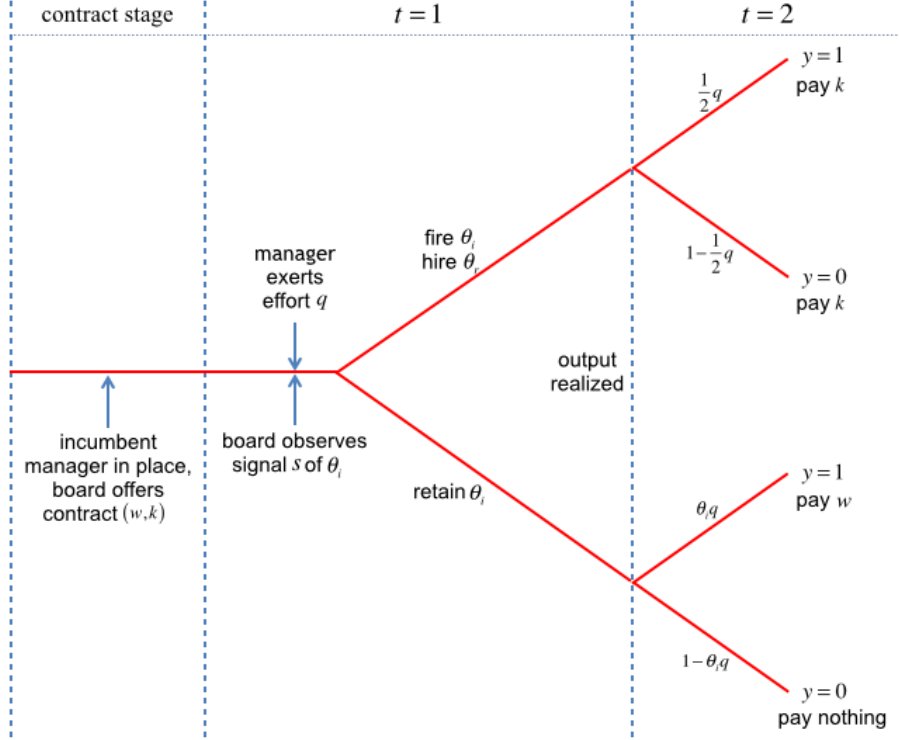 contract stage
t = 1
t = 2
y = 1
pay k
1/2 q
fire θi
hire θr
manager
exerts
effort q
1 − 1/2 q
y = 0
pay k
output
realized
incumbent
manager in place,
board offers
contract (w,k)
board observes
signal s of θi
retain θi
y = 1
pay w
θiq
1 − θiq
y = 0
pay nothing